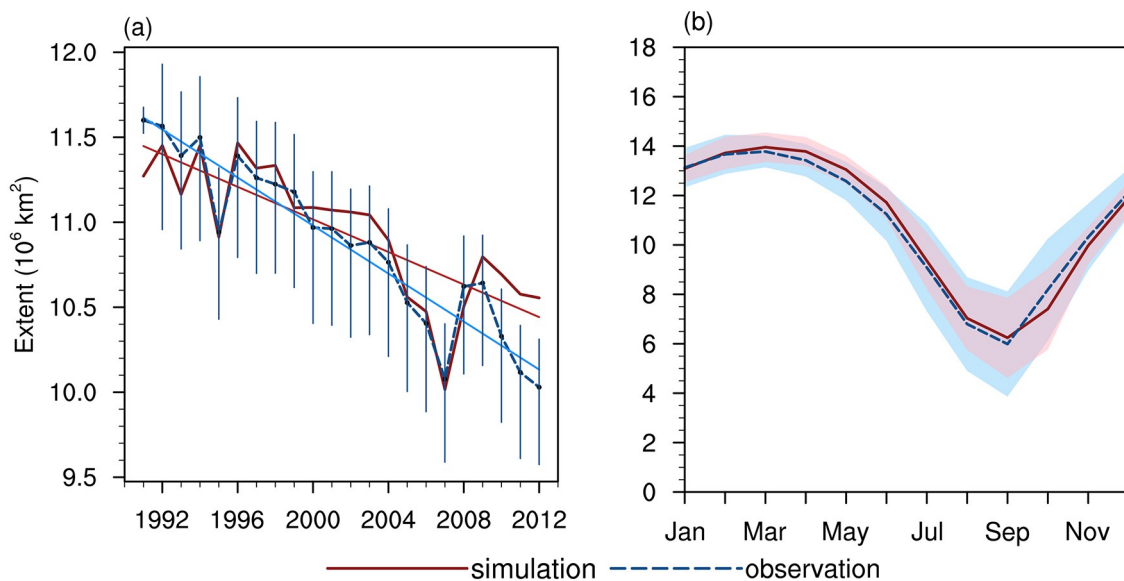 (a)
Extent (10⁶ km²)
12.0
11.5
11.0
10.5
10.0
9.5
1992 1996 2000 2004 2008 2012
(b)
18
16
14
12
10
8
6
4
2
0
Jan Mar May Jul Sep Nov
simulation observation